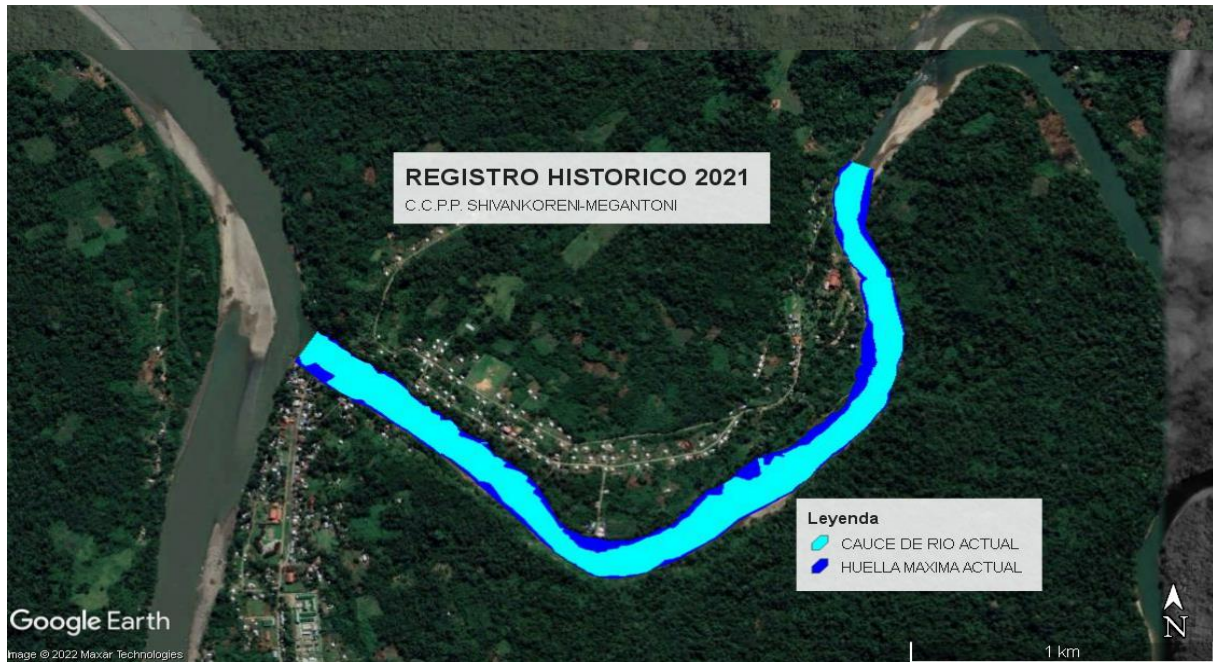 REGISTRO HISTORICO 2021
C.C.P.P. SHIVANKORENI-MEGANTONI
Leyenda
CAUCE DE RIO ACTUAL
HUELLA MAXIMA ACTUAL
Google Earth
Image © 2022 Maxar Technologies
N
1 km